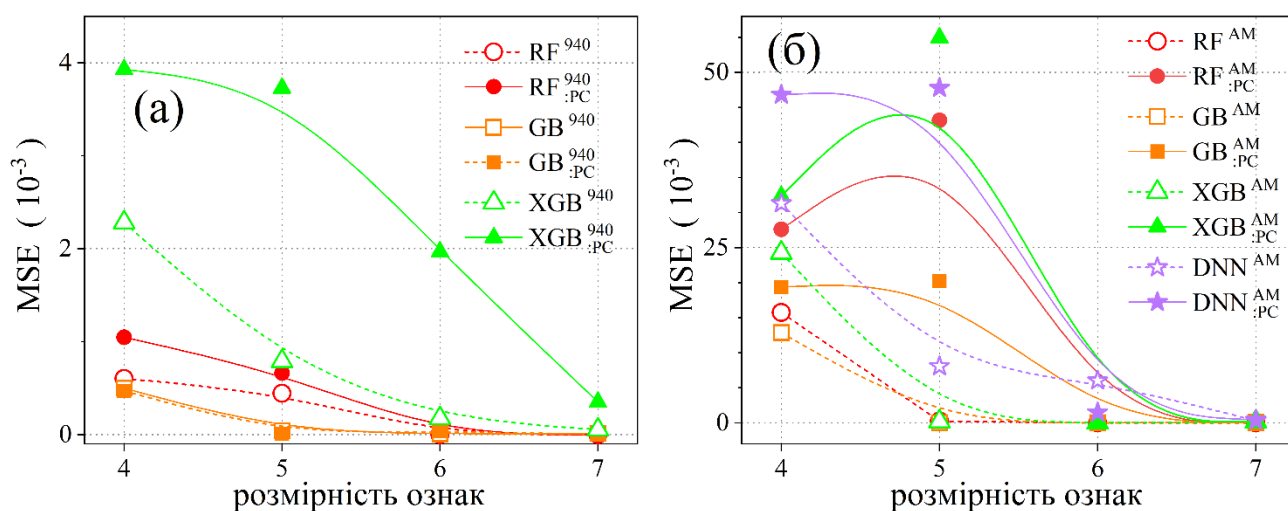 (а)
4
2
0
MSE ( 10⁻³ )
4 5 6 7
розмірність ознак
RF 940
RF 940 :PC
GB 940
GB 940 :PC
XGB 940
XGB 940 :PC
(б)
50
25
0
MSE ( 10⁻³ )
4 5 6 7
розмірність ознак
RF AM
RF AM :PC
GB AM
GB AM :PC
XGB AM
XGB AM :PC
DNN AM
DNN AM :PC